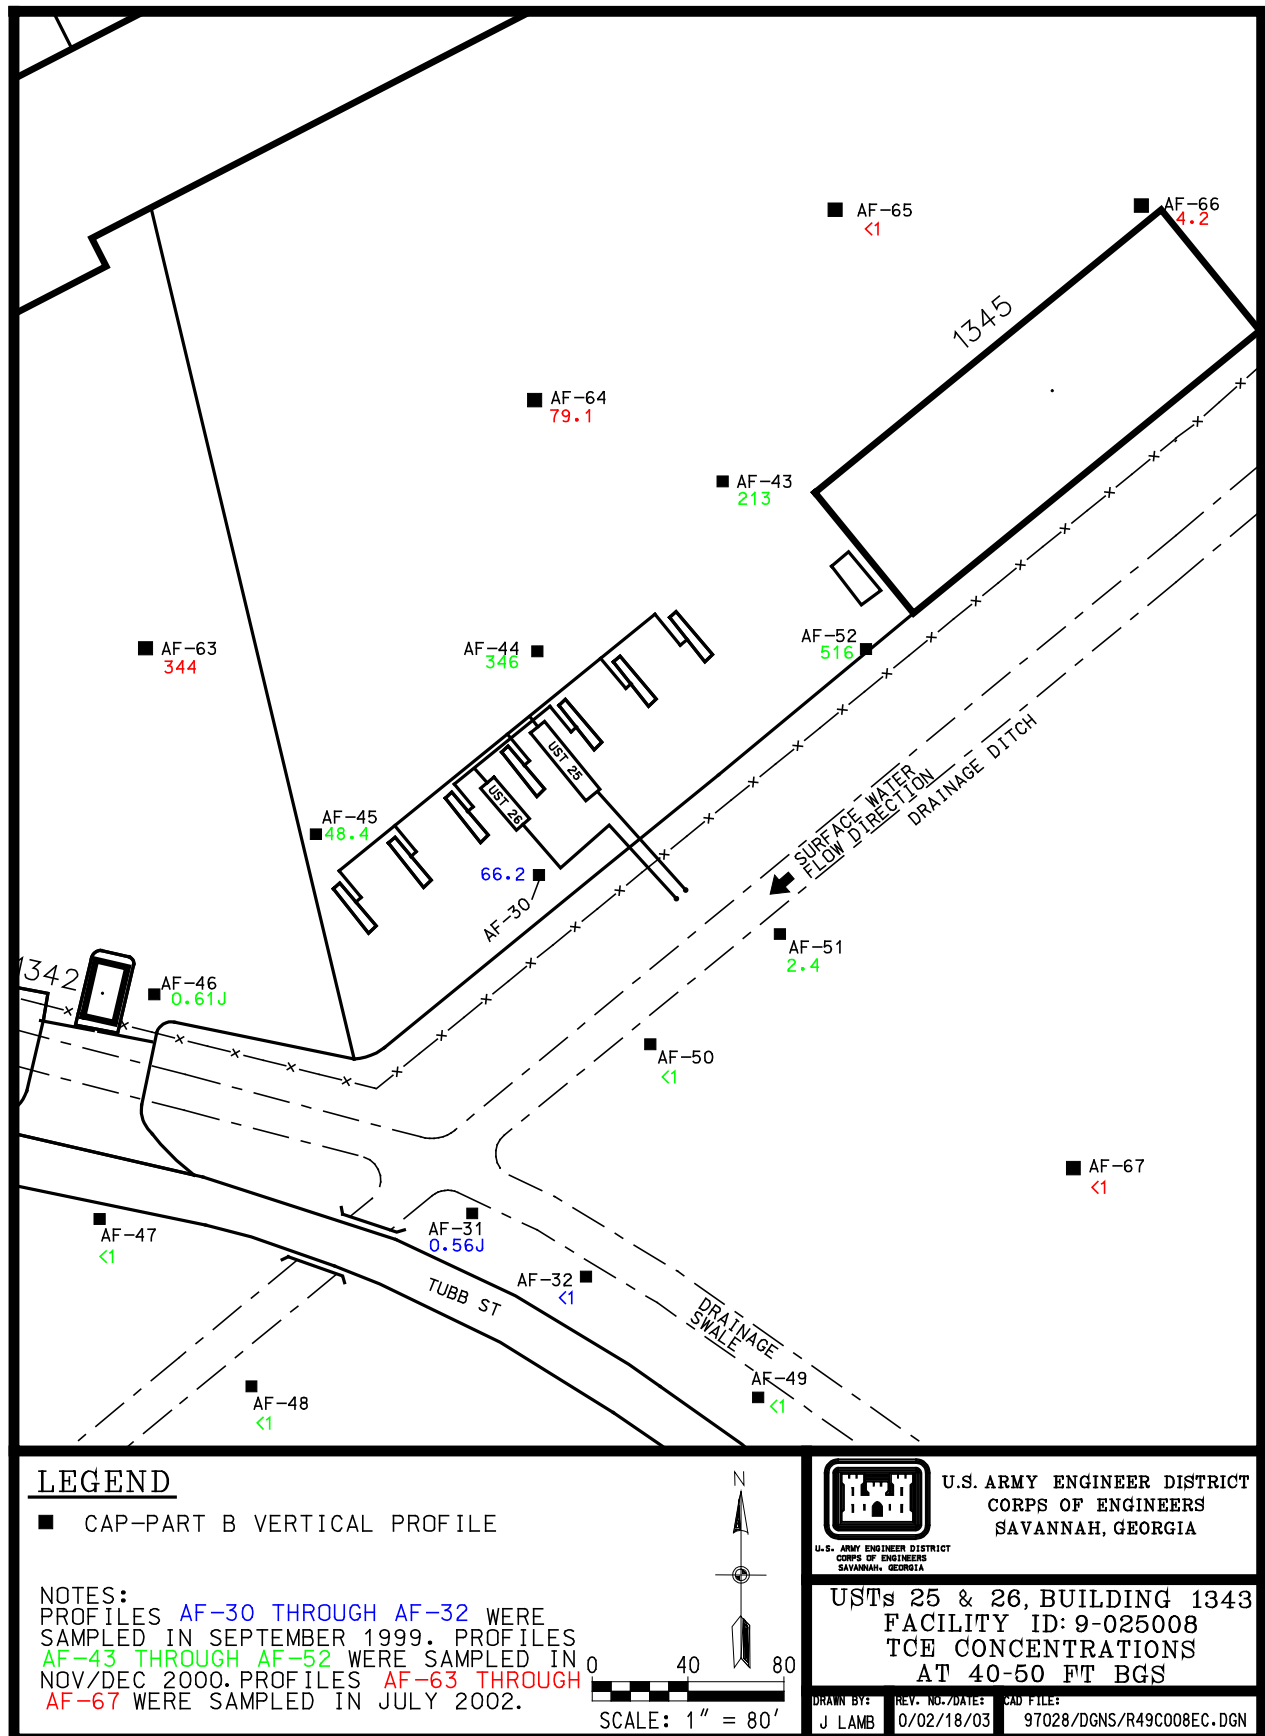 AF-65
<1
AF-66
4.2
1345
AF-64
79.1
AF-43
213
AF-63
344
AF-44
346
AF-52
516
UST 25
UST 26
AF-45
48.4
66.2
AF-30
SURFACE WATER
FLOW DIRECTION
DRAINAGE DITCH
AF-51
2.4
1342
AF-46
0.61J
AF-50
<1
AF-67
<1
AF-47
<1
AF-31
0.56J
AF-32
<1
TUBB ST
DRAINAGE
SWALE
AF-49
<1
AF-48
<1
LEGEND
CAP-PART B VERTICAL PROFILE
NOTES:
PROFILES AF-30 THROUGH AF-32 WERE
SAMPLED IN SEPTEMBER 1999. PROFILES
AF-43 THROUGH AF-52 WERE SAMPLED IN
NOV/DEC 2000. PROFILES AF-63 THROUGH
AF-67 WERE SAMPLED IN JULY 2002.
N
0 40 80
SCALE: 1" = 80'
U.S. ARMY ENGINEER DISTRICT
CORPS OF ENGINEERS
SAVANNAH, GEORGIA
U.S. ARMY ENGINEER DISTRICT
CORPS OF ENGINEERS
SAVANNAH, GEORGIA
USTs 25 & 26, BUILDING 1343
FACILITY ID: 9-025008
TCE CONCENTRATIONS
AT 40-50 FT BGS
DRAWN BY:
J LAMB
REV. NO./DATE:
0/02/18/03
CAD FILE:
97028/DGNS/R49C008EC.DGN